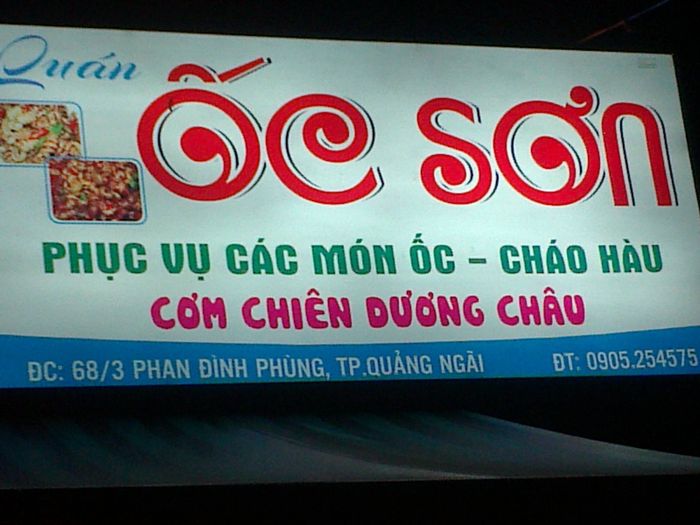 Quán
ỐC SƠN
PHỤC VỤ CÁC MÓN ỐC - CHÁO HÀU
CƠM CHIÊN DƯƠNG CHÂU
ĐC: 68/3 PHAN ĐÌNH PHÙNG, TP.QUẢNG NGÃI ĐT: 0905.254575